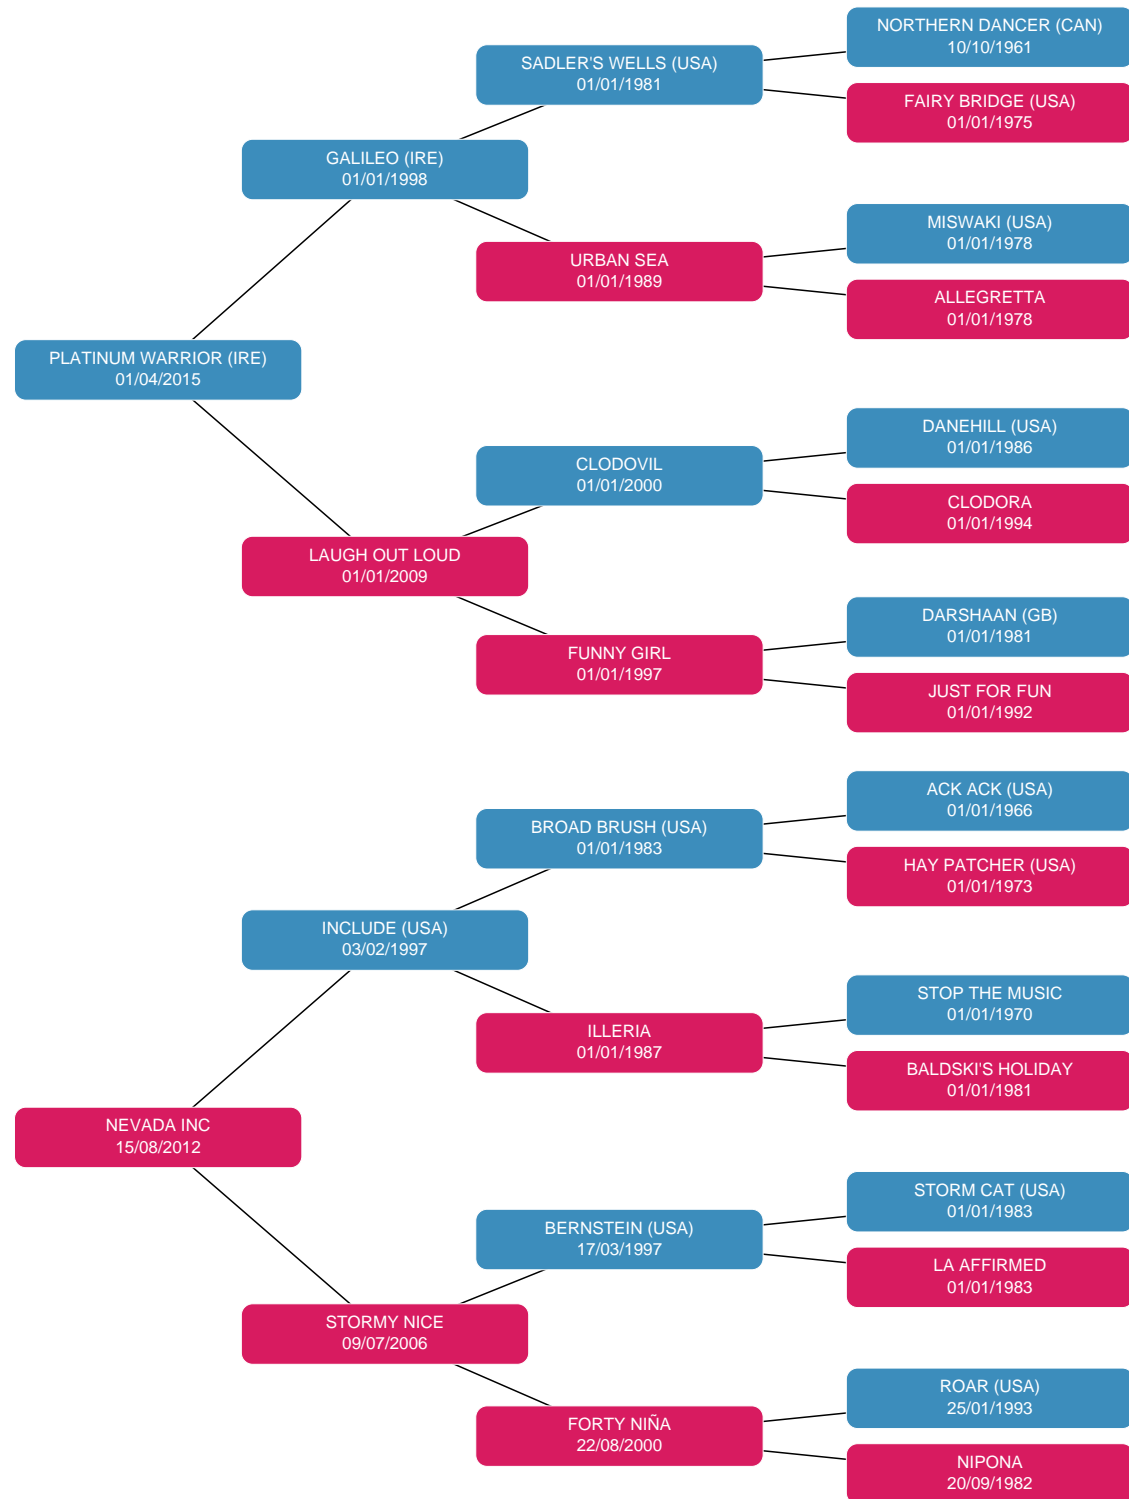 NORTHERN DANCER (CAN)
10/10/1961
SADLER'S WELLS (USA)
01/01/1981
FAIRY BRIDGE (USA)
01/01/1975
GALILEO (IRE)
01/01/1998
MISWAKI (USA)
01/01/1978
URBAN SEA
01/01/1989
ALLEGRETTA
01/01/1978
PLATINUM WARRIOR (IRE)
01/04/2015
DANEHILL (USA)
01/01/1986
CLODOVIL
01/01/2000
CLODORA
01/01/1994
LAUGH OUT LOUD
01/01/2009
DARSHAAN (GB)
01/01/1981
FUNNY GIRL
01/01/1997
JUST FOR FUN
01/01/1992
ACK ACK (USA)
01/01/1966
BROAD BRUSH (USA)
01/01/1983
HAY PATCHER (USA)
01/01/1973
INCLUDE (USA)
03/02/1997
STOP THE MUSIC
01/01/1970
ILLERIA
01/01/1987
BALDSKI'S HOLIDAY
01/01/1981
NEVADA INC
15/08/2012
STORM CAT (USA)
01/01/1983
BERNSTEIN (USA)
17/03/1997
LA AFFIRMED
01/01/1983
STORMY NICE
09/07/2006
ROAR (USA)
25/01/1993
FORTY NIÑA
22/08/2000
NIPONA
20/09/1982